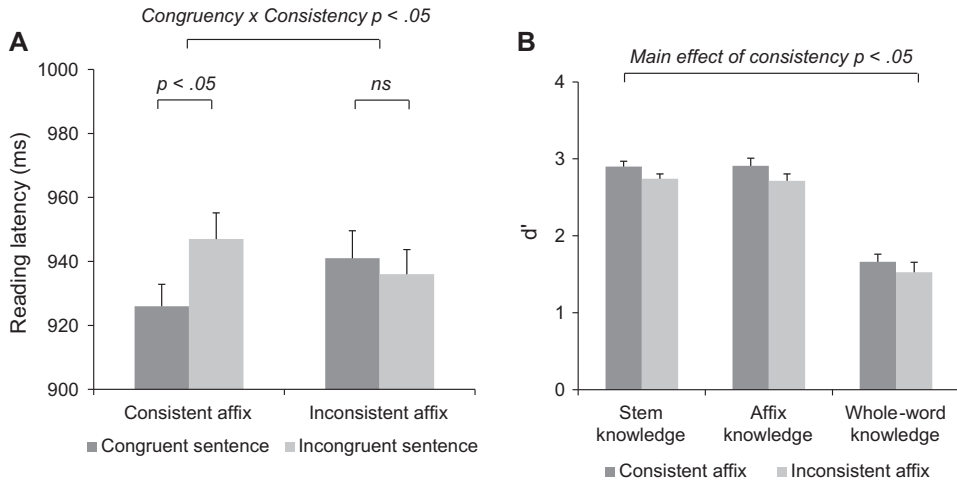 Congruency x Consistency p < .05
A
p < .05
ns
Reading latency (ms)
1000
980
960
940
920
900
Consistent affix
Inconsistent affix
Congruent sentence
Incongruent sentence
B
Main effect of consistency p < .05
d'
4
3
2
1
0
Stem
knowledge
Affix
knowledge
Whole-word
knowledge
Consistent affix
Inconsistent affix